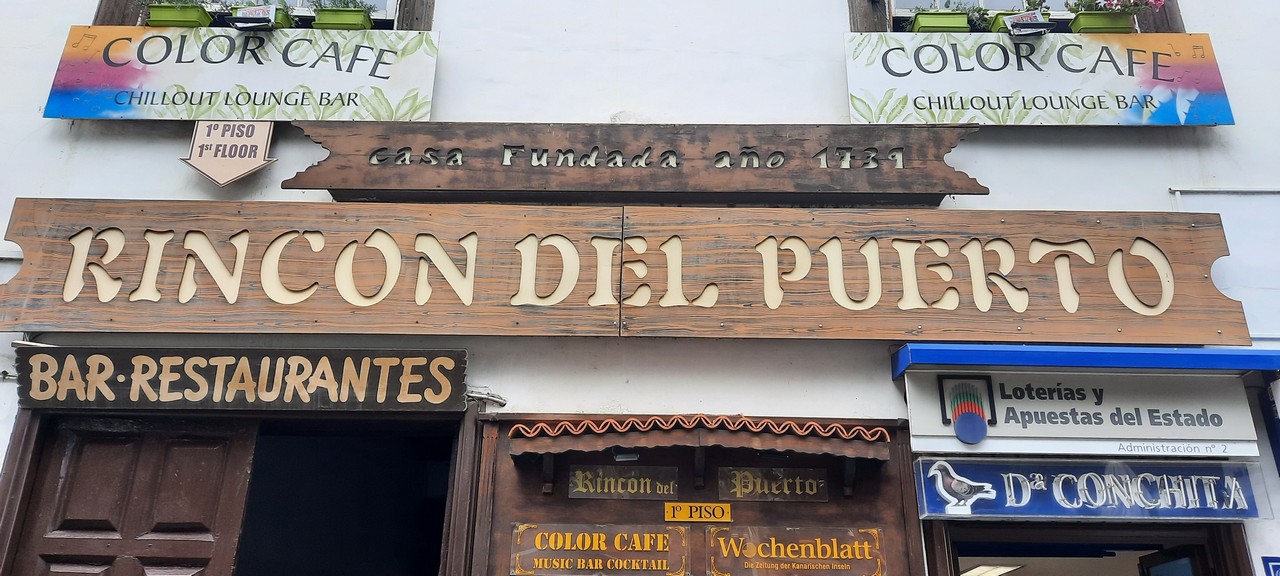 COLOR CAFE
CHILLOUT LOUNGE BAR
COLOR CAFE
CHILLOUT LOUNGE BAR
1º PISO
1st FLOOR
casa Fundada año 1739
RINCON DEL PUERTO
BAR·RESTAURANTES
Loterías y
Apuestas del Estado
Administración nº 2
Dª CONCHITA
Rincón del Puerto
1º PISO
COLOR CAFE
MUSIC BAR COCKTAIL
Wochenblatt
Die Zeitung der Kanarischen Inseln